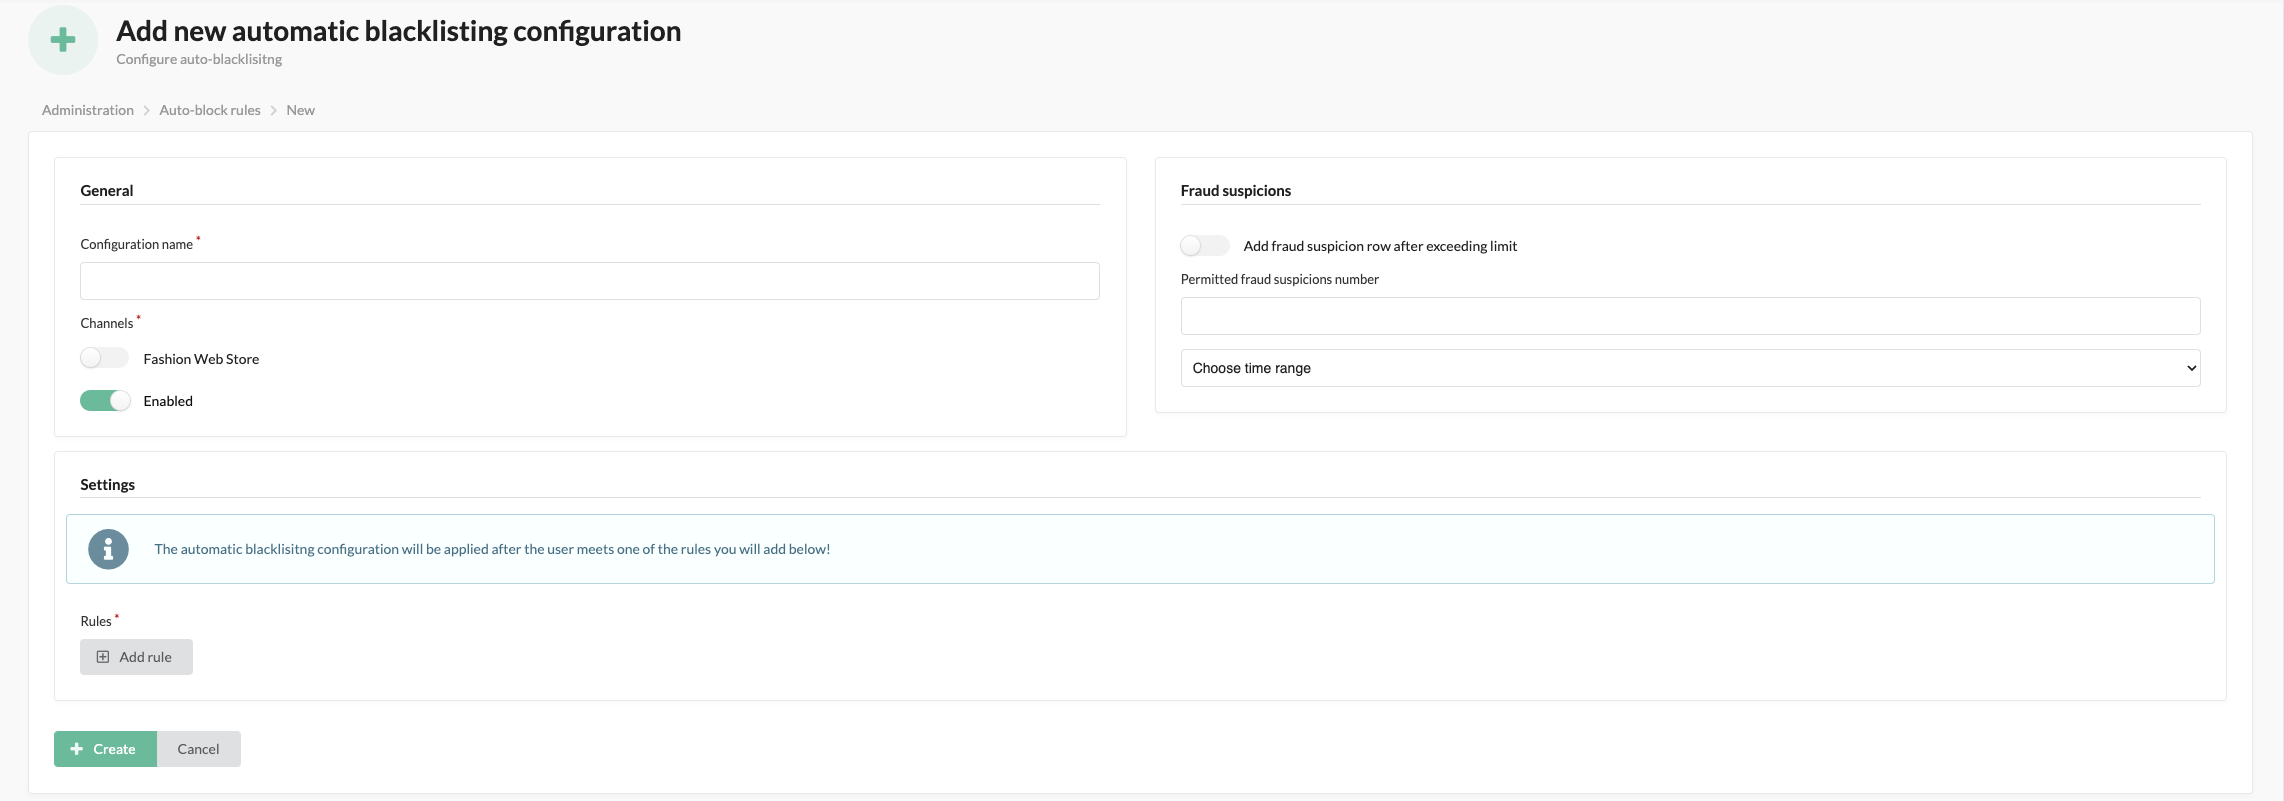 Add new automatic blacklisting configuration
Configure auto-blacklisitng
Administration > Auto-block rules > New
General
Configuration name *
Channels *
Fashion Web Store
Enabled
Fraud suspicions
Add fraud suspicion row after exceeding limit
Permitted fraud suspicions number
Choose time range
Settings
The automatic blacklisitng configuration will be applied after the user meets one of the rules you will add below!
Rules *
Add rule
Create
Cancel